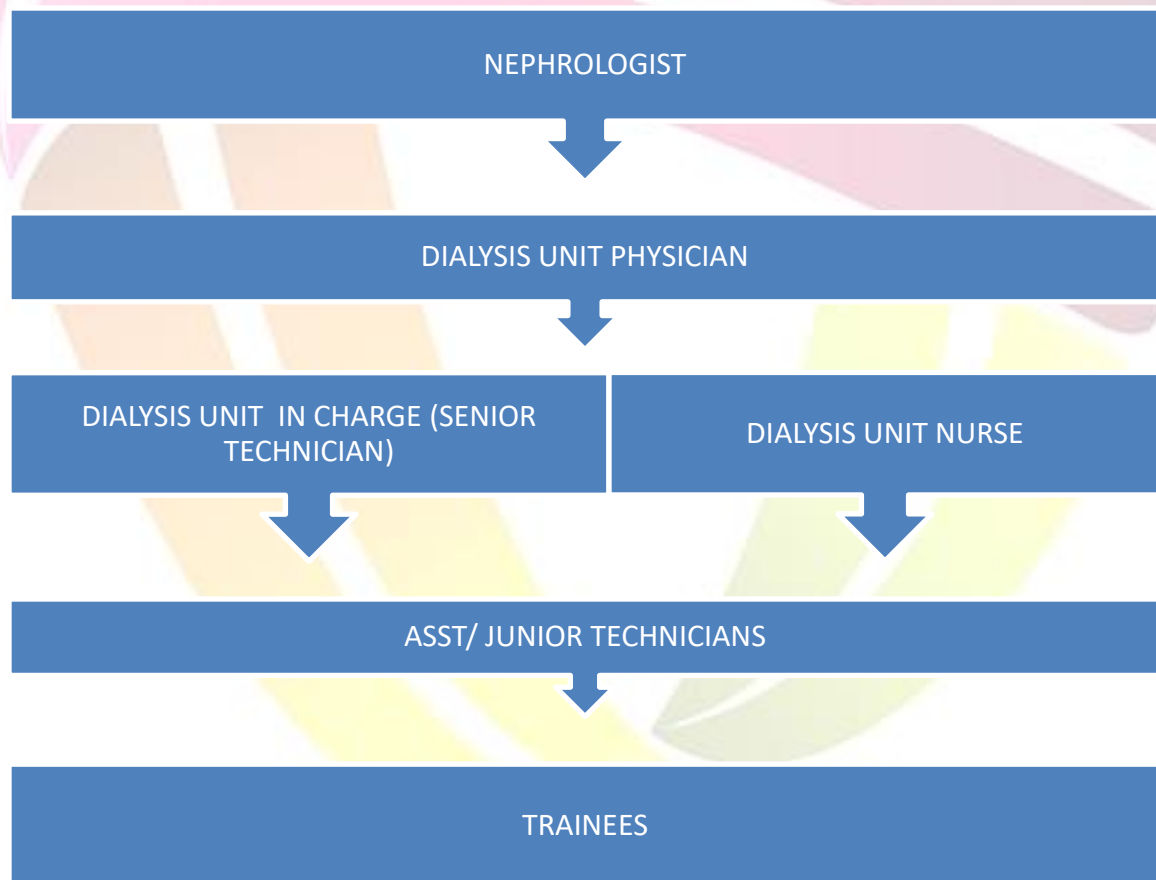 NEPHROLOGIST
DIALYSIS UNIT PHYSICIAN
DIALYSIS UNIT  IN CHARGE (SENIOR
TECHNICIAN)
DIALYSIS UNIT NURSE
ASST/ JUNIOR TECHNICIANS
TRAINEES